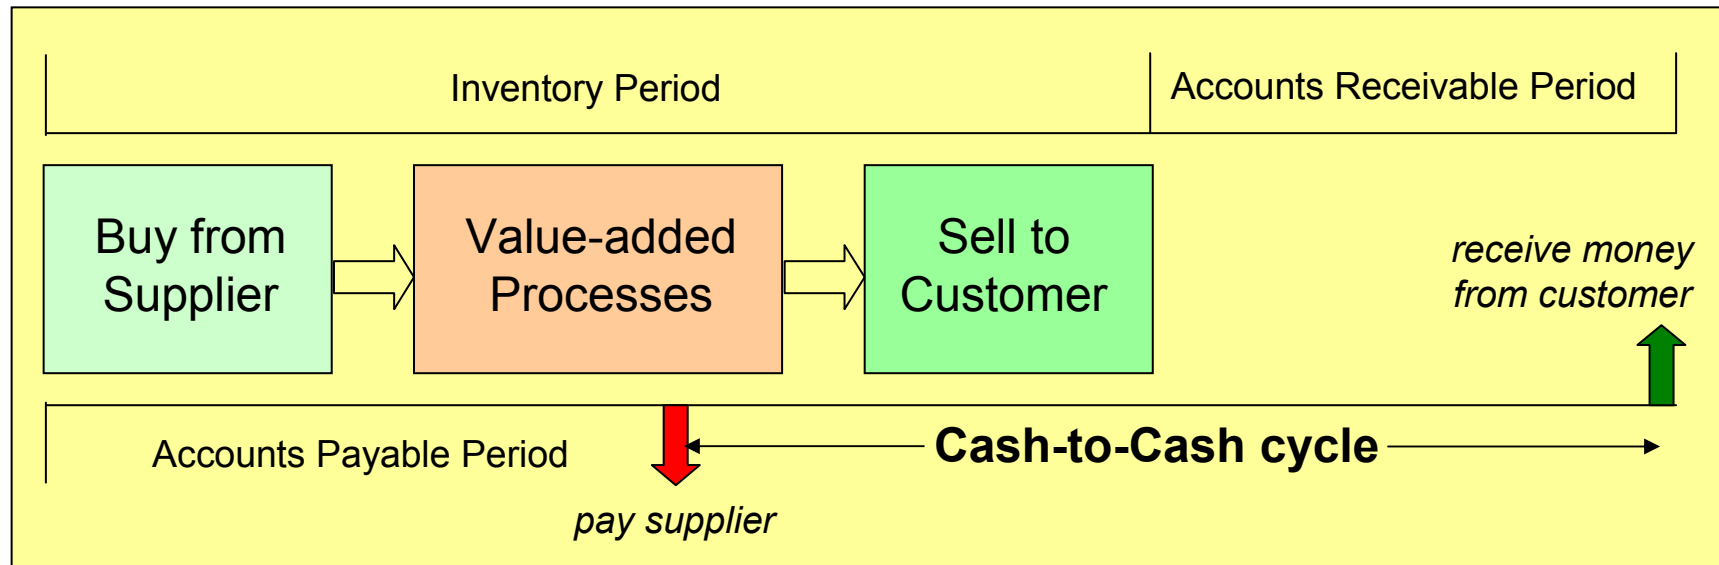 Inventory Period
Accounts Receivable Period
Buy from
Supplier
Value-added
Processes
Sell to
Customer
receive money
from customer
Accounts Payable Period
Cash-to-Cash cycle
pay supplier